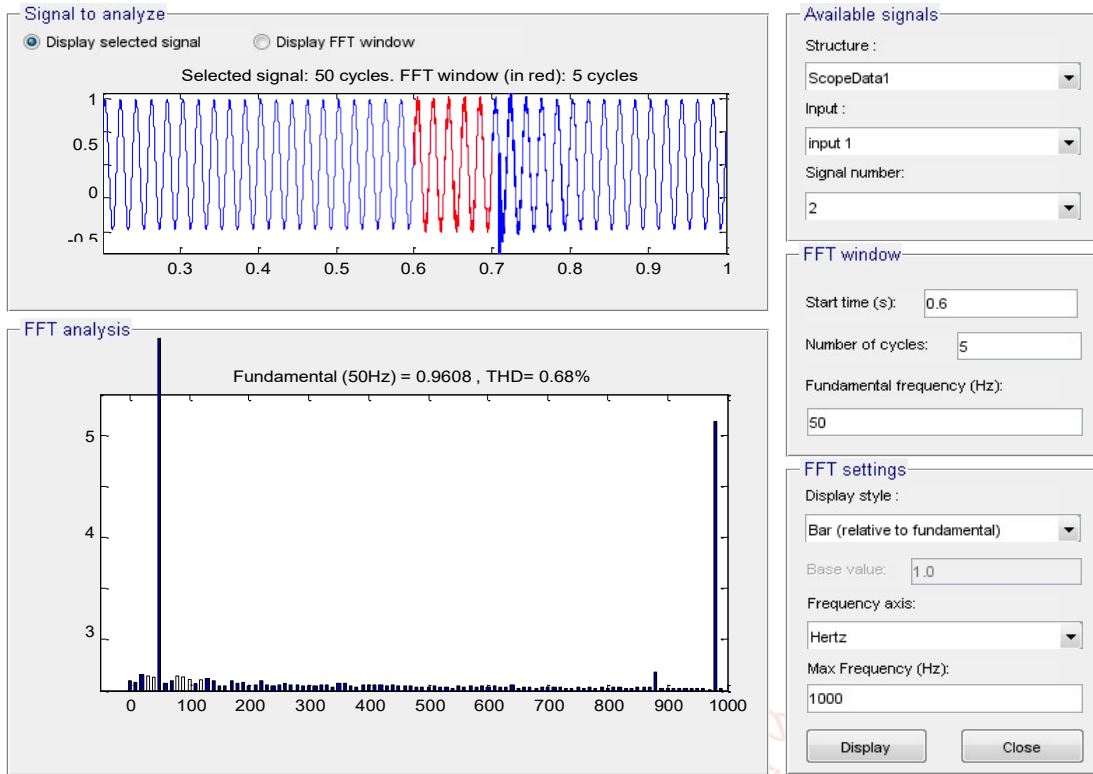 Signal to analyze
Display selected signal
Display FFT window
Selected signal: 50 cycles. FFT window (in red): 5 cycles
1
0.5
0
-0.5
0.3 0.4 0.5 0.6 0.7 0.8 0.9 1
FFT analysis
Fundamental (50Hz) = 0.9608 , THD= 0.68%
5
4
3
0 100 200 300 400 500 600 700 800 900 1000
Available signals
Structure :
ScopeData1
Input :
input 1
Signal number:
2
FFT window
Start time (s): 0.6
Number of cycles: 5
Fundamental frequency (Hz):
50
FFT settings
Display style :
Bar (relative to fundamental)
Base value: 1.0
Frequency axis:
Hertz
Max Frequency (Hz):
1000
Display Close